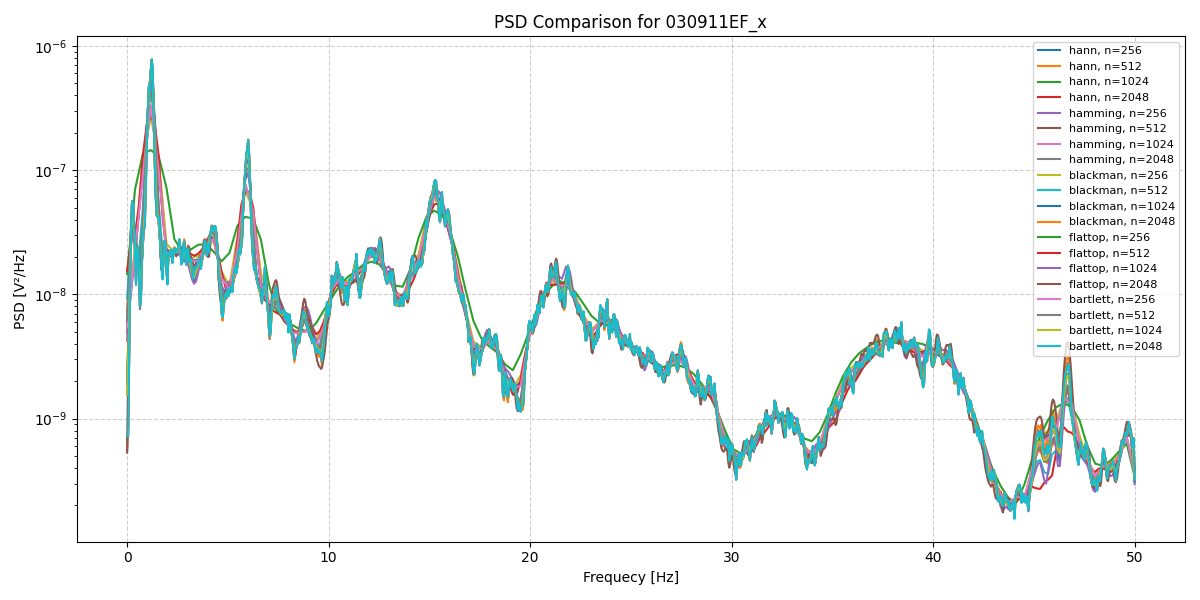 PSD Comparison for 030911EF_x
PSD [V²/Hz]
10⁻⁶
10⁻⁷
10⁻⁸
10⁻⁹
0
10
20
30
40
50
Frequecy [Hz]
hann, n=256
hann, n=512
hann, n=1024
hann, n=2048
hamming, n=256
hamming, n=512
hamming, n=1024
hamming, n=2048
blackman, n=256
blackman, n=512
blackman, n=1024
blackman, n=2048
flattop, n=256
flattop, n=512
flattop, n=1024
flattop, n=2048
bartlett, n=256
bartlett, n=512
bartlett, n=1024
bartlett, n=2048